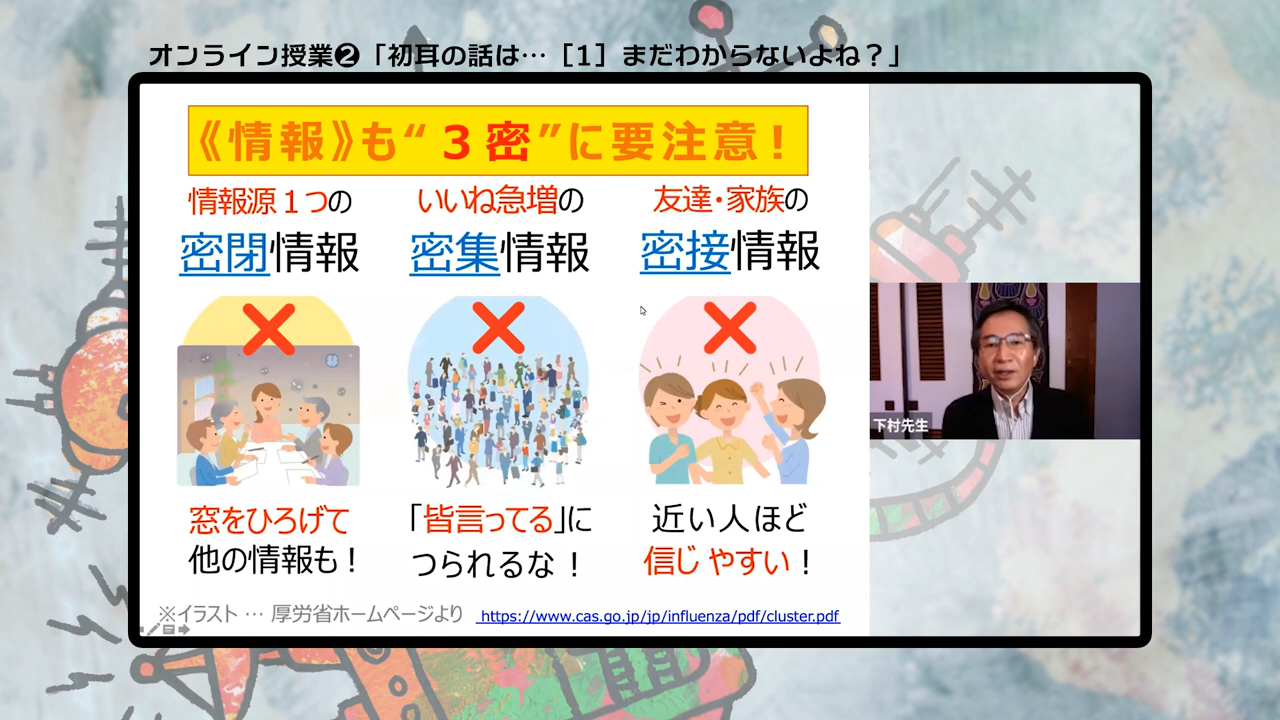 オンライン授業❷「初耳の話は…［1］まだわからないよね？」
《情報》も“３密”に要注意！
情報源１つの
密閉情報
いいね急増の
密集情報
友達・家族の
密接情報
窓をひろげて
他の情報も！
「皆言ってる」に
つられるな！
近い人ほど
信じやすい！
下村先生
※イラスト … 厚労省ホームページより https://www.cas.go.jp/jp/influenza/pdf/cluster.pdf